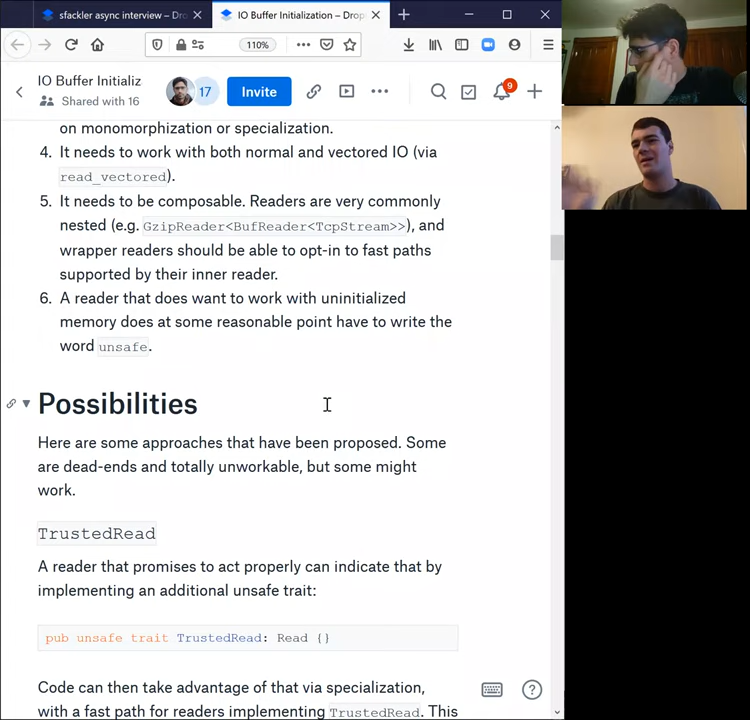 sfackler async interview – Dro
IO Buffer Initialization – Drop
110%
IO Buffer Initializ
Shared with 16
17
Invite
9
on monomorphization or specialization.
4. It needs to work with both normal and vectored IO (via
read_vectored).
5. It needs to be composable. Readers are very commonly
nested (e.g. GzipReader<BufReader<TcpStream>>), and
wrapper readers should be able to opt-in to fast paths
supported by their inner reader.
6. A reader that does want to work with uninitialized
memory does at some reasonable point have to write the
word unsafe.
Possibilities
Here are some approaches that have been proposed. Some
are dead-ends and totally unworkable, but some might
work.
TrustedRead
A reader that promises to act properly can indicate that by
implementing an additional unsafe trait:
pub unsafe trait TrustedRead: Read {}
Code can then take advantage of that via specialization,
with a fast path for readers implementing TrustedRead. This